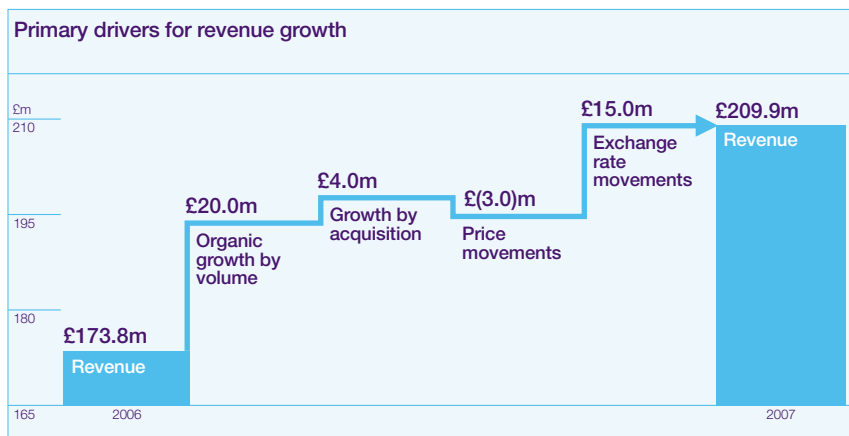 Primary drivers for revenue growth
£m
210
195
180
165
£173.8m
Revenue
2006
£20.0m
Organic
growth by
volume
£4.0m
Growth by
acquisition
£(3.0)m
Price
movements
£15.0m
Exchange
rate
movements
£209.9m
Revenue
2007